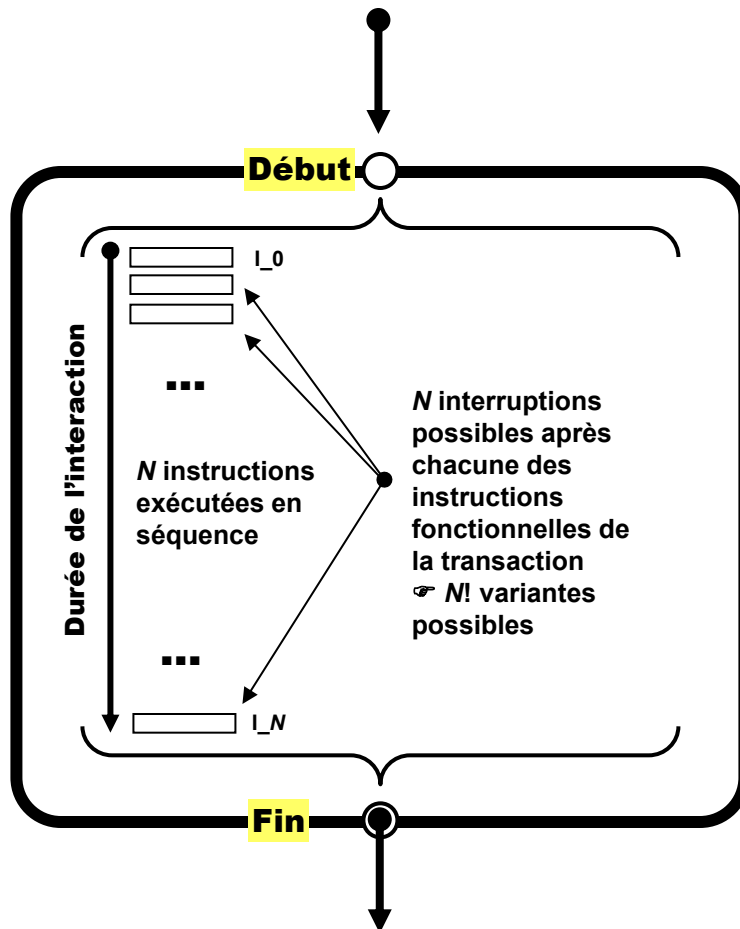 Début
I_0
Durée de l'interaction
...
N interruptions
possibles après
chacune des
instructions
fonctionnelles de
la transaction
☞ N! variantes
possibles
N instructions
exécutées en
séquence
...
I_N
Fin